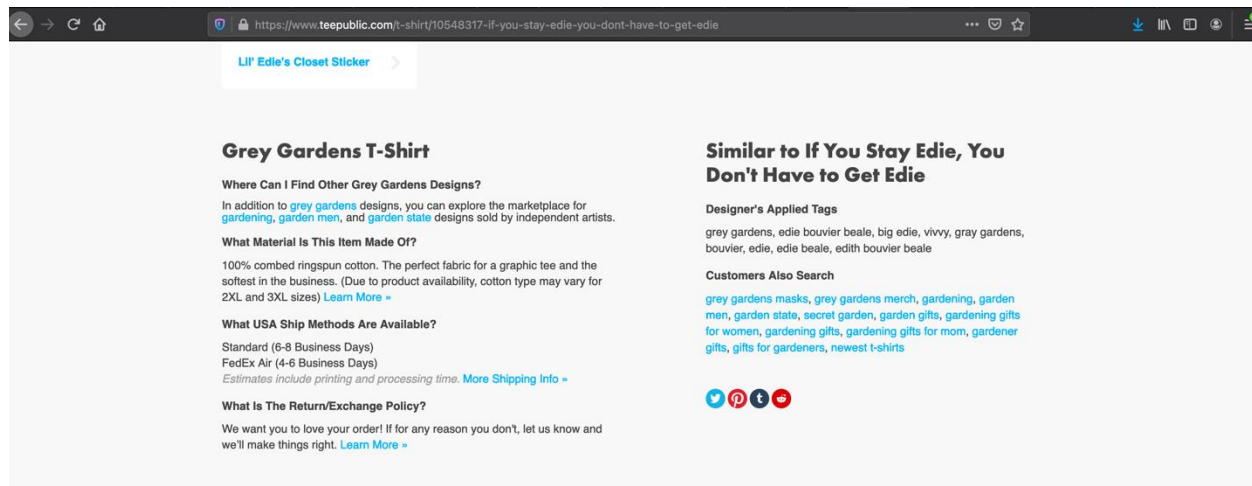 https://www.teepublic.com/t-shirt/10548317-if-you-stay-edie-you-dont-have-to-get-edie
Lil' Edie's Closet Sticker
Grey Gardens T-Shirt
Where Can I Find Other Grey Gardens Designs?
In addition to grey gardens designs, you can explore the marketplace for
gardening, garden men, and garden state designs sold by independent artists.
What Material Is This Item Made Of?
100% combed ringspun cotton. The perfect fabric for a graphic tee and the
softest in the business. (Due to product availability, cotton type may vary for
2XL and 3XL sizes) Learn More »
What USA Ship Methods Are Available?
Standard (6-8 Business Days)
FedEx Air (4-6 Business Days)
Estimates include printing and processing time. More Shipping Info »
What Is The Return/Exchange Policy?
We want you to love your order! If for any reason you don't, let us know and
we'll make things right. Learn More »
Similar to If You Stay Edie, You
Don't Have to Get Edie
Designer's Applied Tags
grey gardens, edie bouvier beale, big edie, vivvy, gray gardens,
bouvier, edie, edie beale, edith bouvier beale
Customers Also Search
grey gardens masks, grey gardens merch, gardening, garden
men, garden state, secret garden, garden gifts, gardening gifts
for women, gardening gifts, gardening gifts for mom, gardener
gifts, gifts for gardeners, newest t-shirts